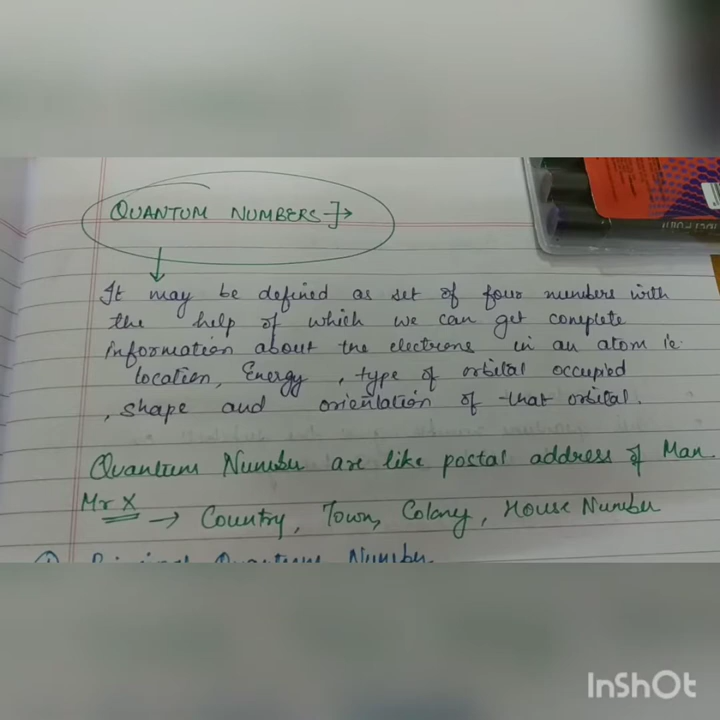 QUANTUM NUMBERS]→
It may be defined as set of four numbers with
the help of which we can get complete
information about the electrons in an atom i.e.
location, Energy, type of orbital occupied
, shape and orientation of that orbital.
Quantum Number are like postal address of Man.
Mr X → Country, Town, Colony, House Number
Quantum Number
InShOt